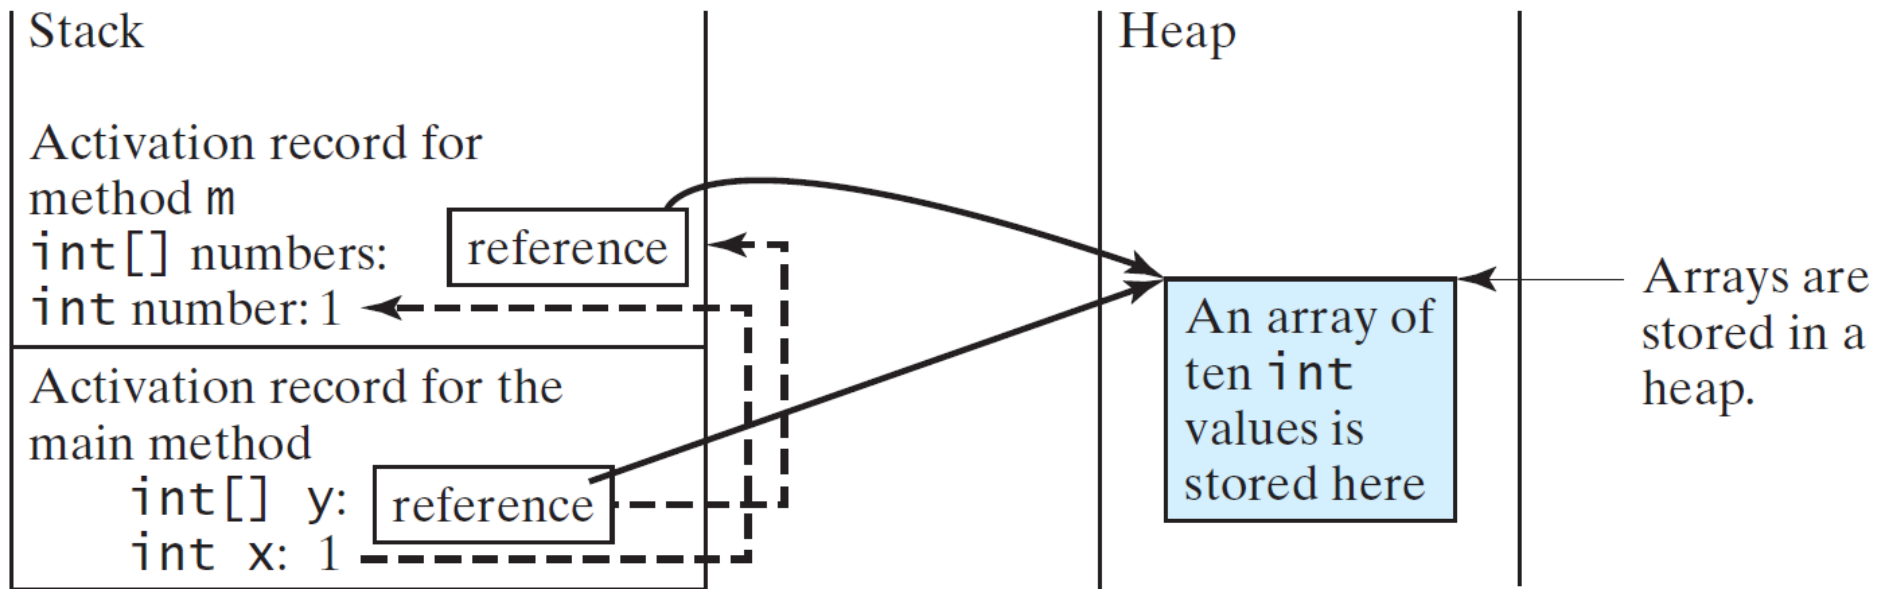 Stack
Activation record for
method m
int[] numbers:
reference
int number: 1
Activation record for the
main method
int[] y:
reference
int x: 1
Heap
An array of
ten int
values is
stored here
Arrays are
stored in a
heap.